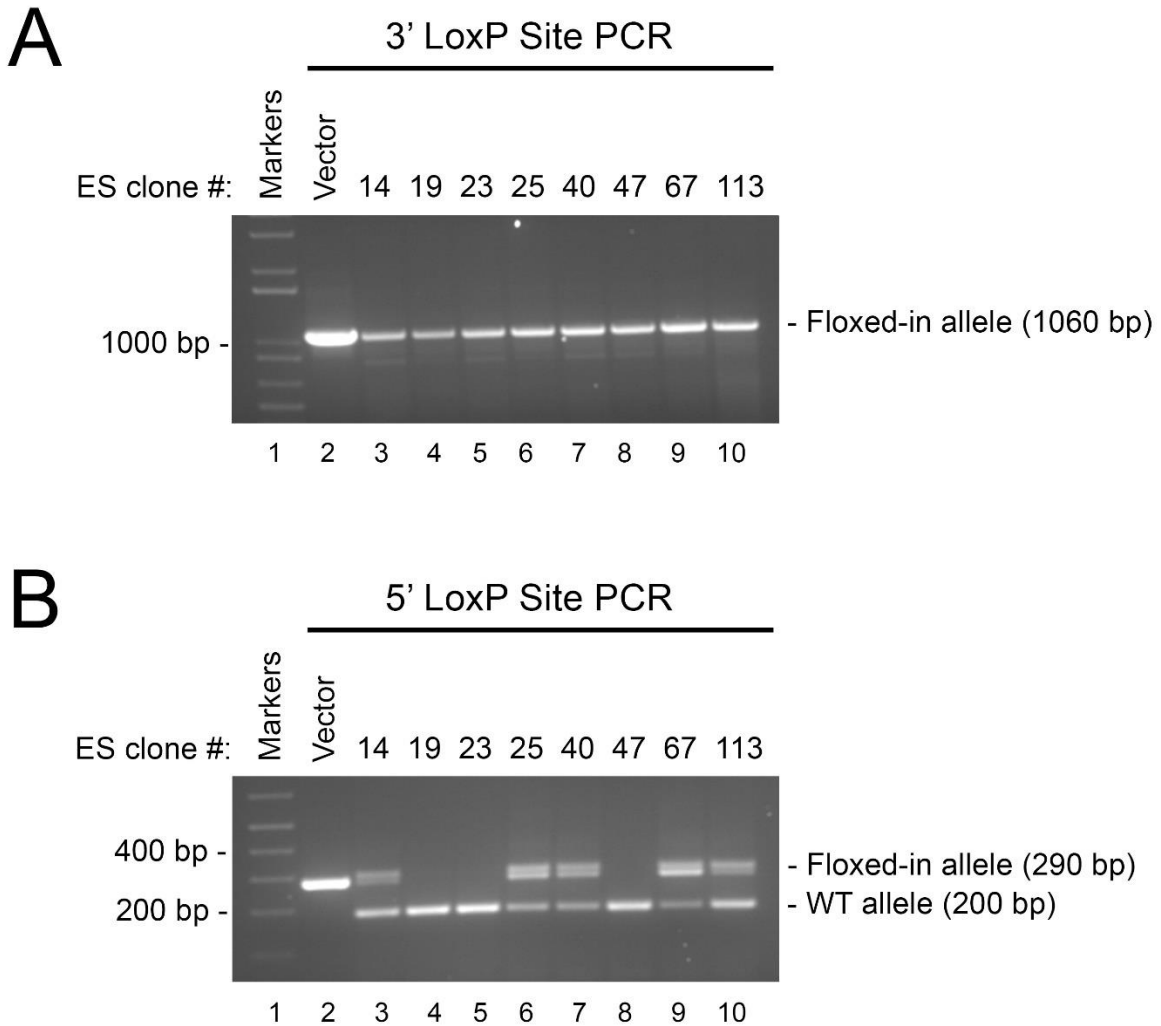 A
3’ LoxP Site PCR
Markers
Vector
ES clone #: 14 19 23 25 40 47 67 113
1000 bp -
- Floxed-in allele (1060 bp)
1 2 3 4 5 6 7 8 9 10
B
5’ LoxP Site PCR
Markers
Vector
ES clone #: 14 19 23 25 40 47 67 113
400 bp -
- Floxed-in allele (290 bp)
200 bp -
- WT allele (200 bp)
1 2 3 4 5 6 7 8 9 10